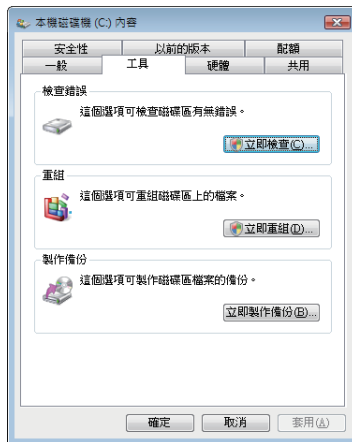 本機磁碟機 (C:) 內容
安全性 以前的版本 配額
一般 工具 硬體 共用
檢查錯誤
這個選項可檢查磁碟區有無錯誤。
立即檢查(C)...
重組
這個選項可重組磁碟區上的檔案。
立即重組(D)...
製作備份
這個選項可製作磁碟區檔案的備份。
立即製作備份(B)...
確定 取消 套用(A)